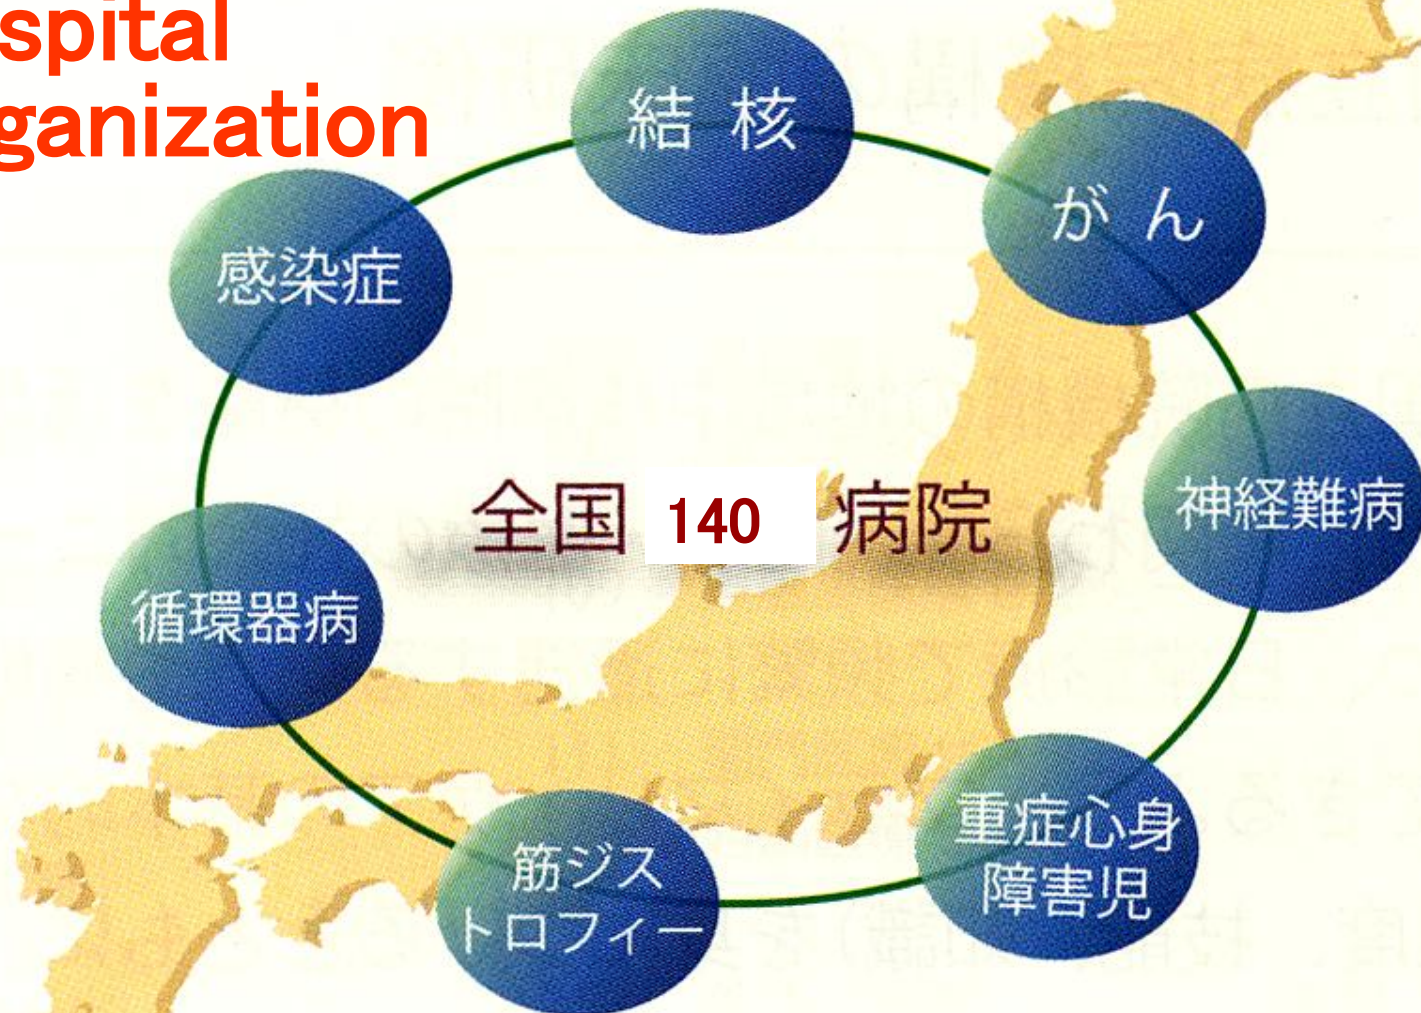 spital
ganization
結核
がん
感染症
神経難病
全国 140 病院
循環器病
重症心身
障害児
筋ジス
トロフィー